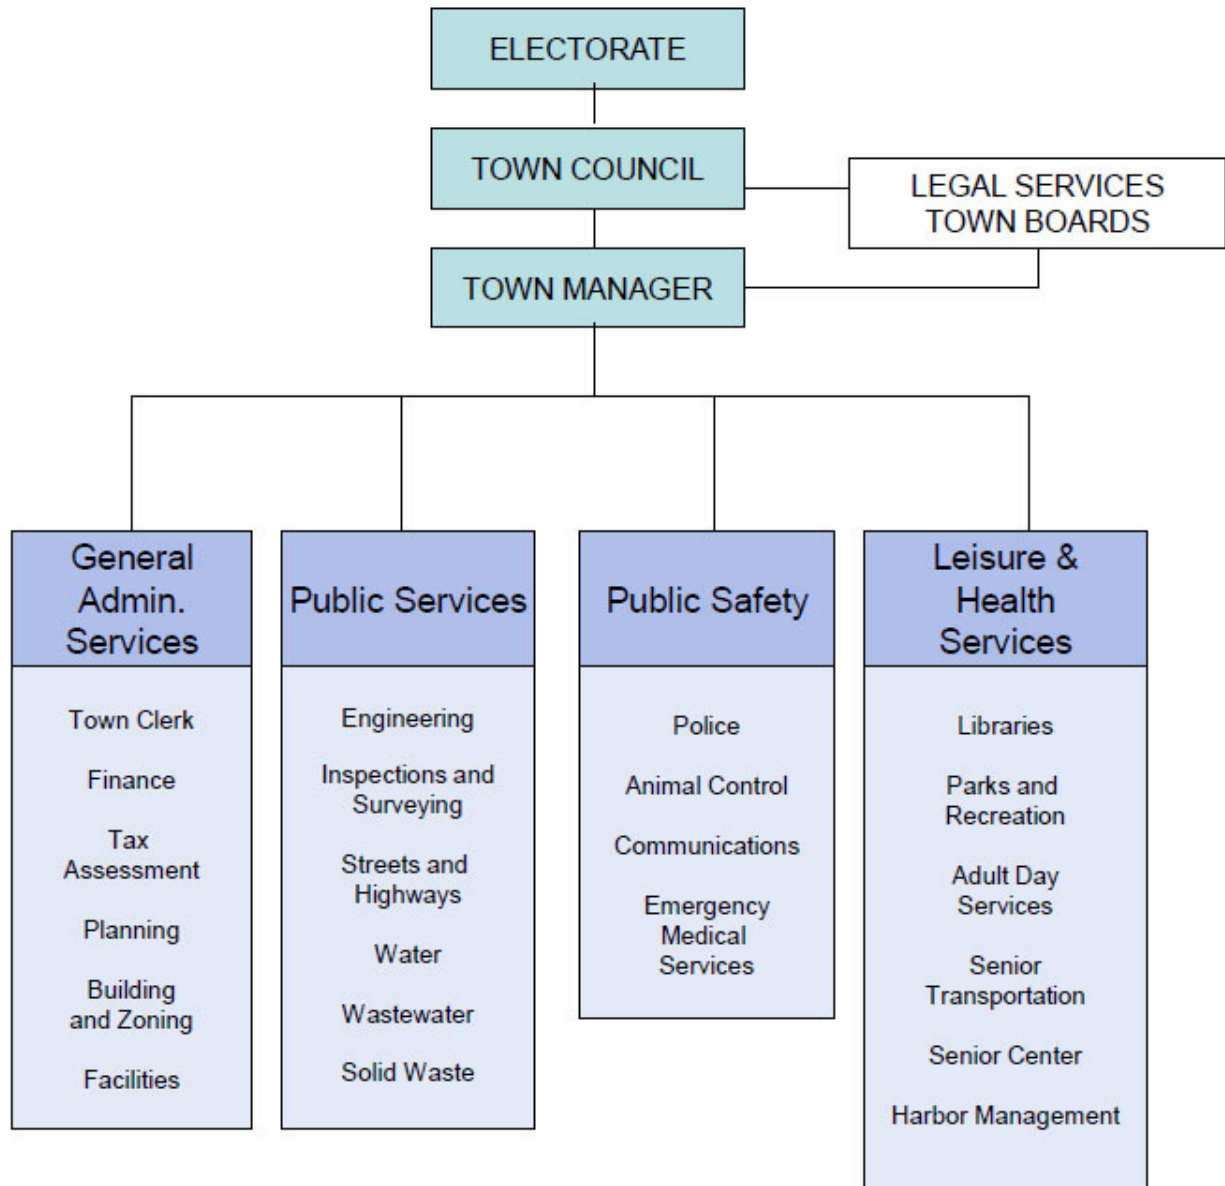 ELECTORATE
TOWN COUNCIL
LEGAL SERVICES
TOWN BOARDS
TOWN MANAGER
General
Admin.
Services
Town Clerk
Finance
Tax
Assessment
Planning
Building
and Zoning
Facilities
Public Services
Engineering
Inspections and
Surveying
Streets and
Highways
Water
Wastewater
Solid Waste
Public Safety
Police
Animal Control
Communications
Emergency
Medical
Services
Leisure &
Health
Services
Libraries
Parks and
Recreation
Adult Day
Services
Senior
Transportation
Senior Center
Harbor Management